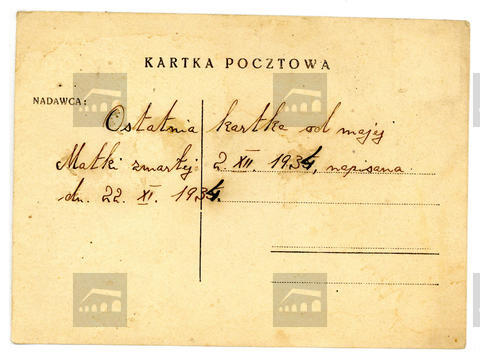 KARTKA POCZTOWA
NADAWCA:
Ostatnia kartka od mojej
Matki zmarłej 2 XII. 1934, napisana
dn. 22. XI. 1934.